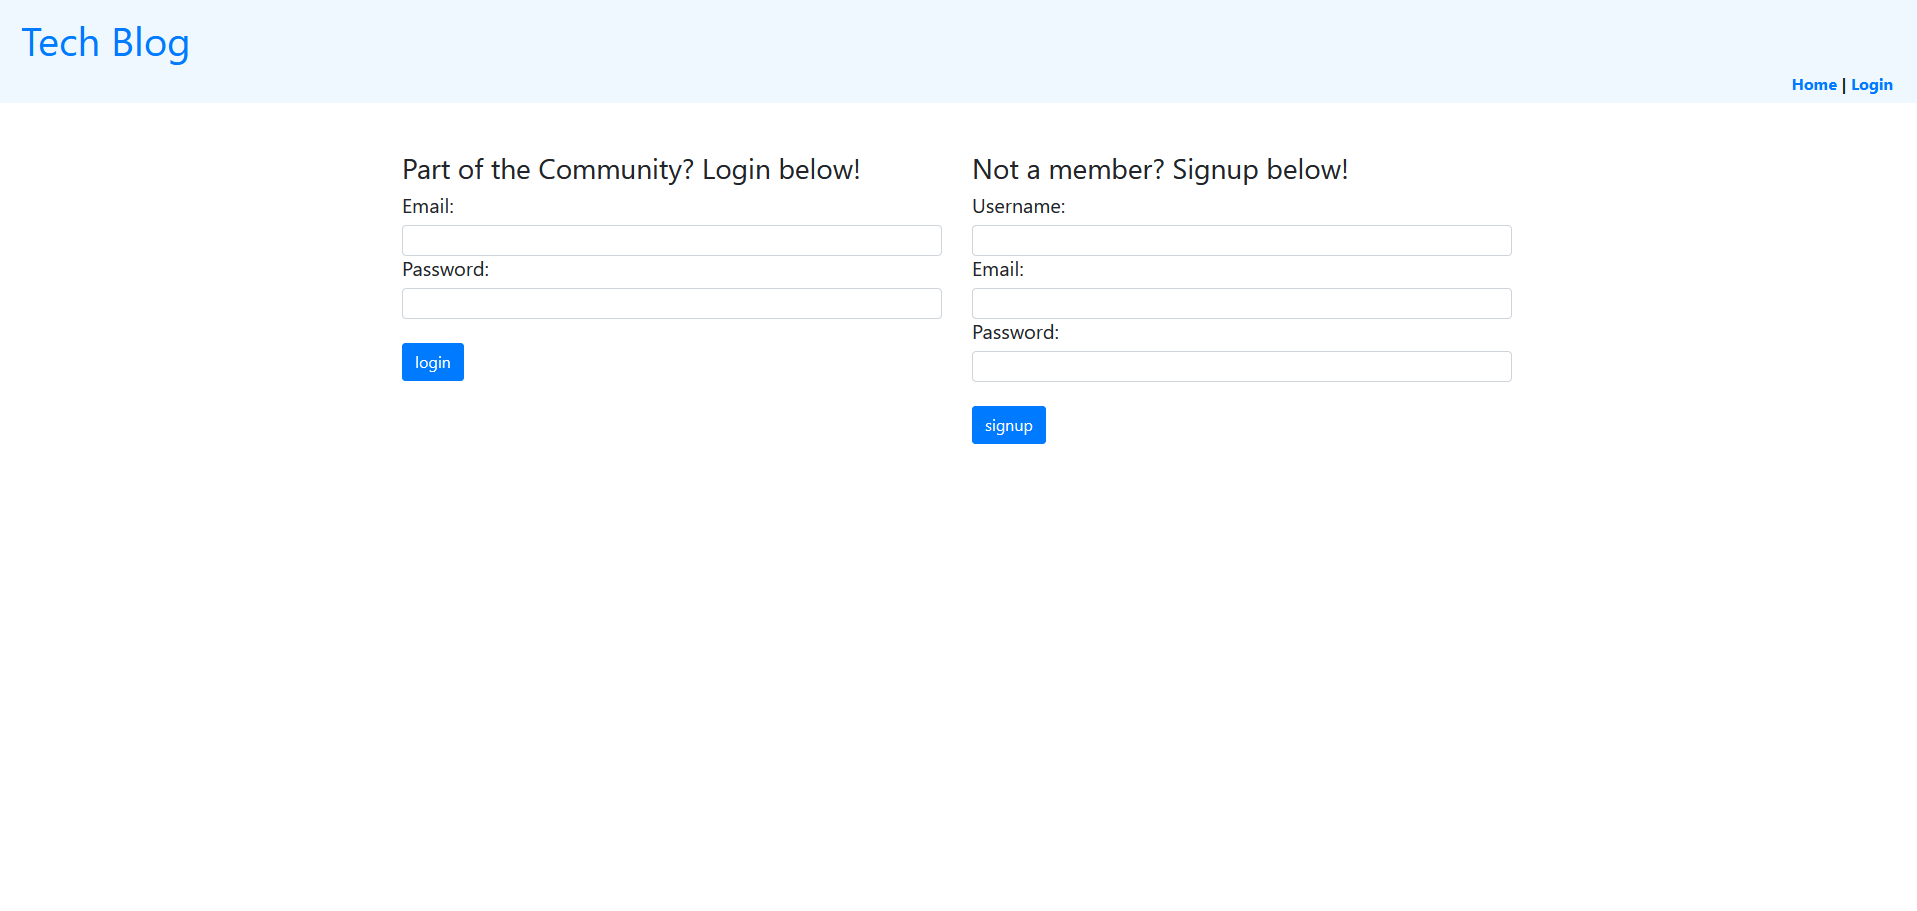 Tech Blog
Home | Login
Part of the Community? Login below!
Email:
Password:
login
Not a member? Signup below!
Username:
Email:
Password:
signup